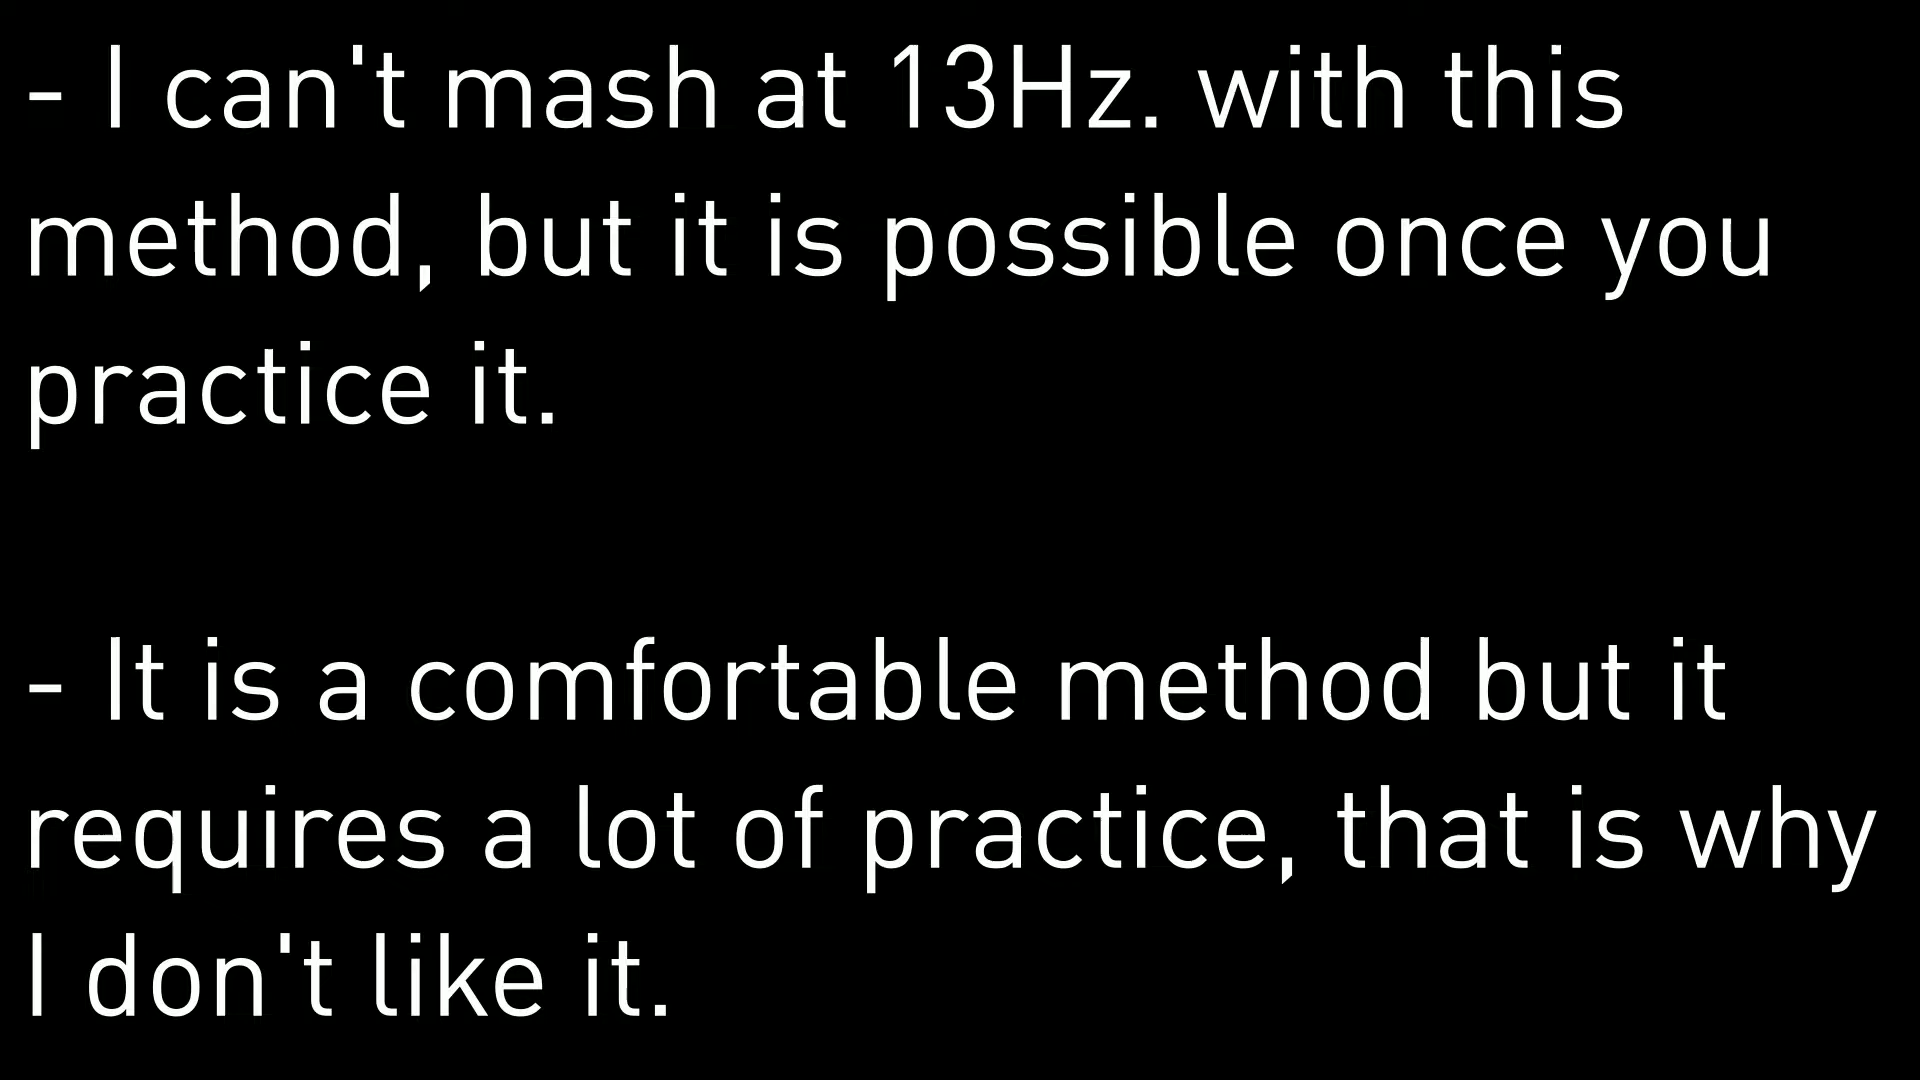 - I can't mash at 13Hz. with this
method, but it is possible once you
practice it.
- It is a comfortable method but it
requires a lot of practice, that is why
I don't like it.